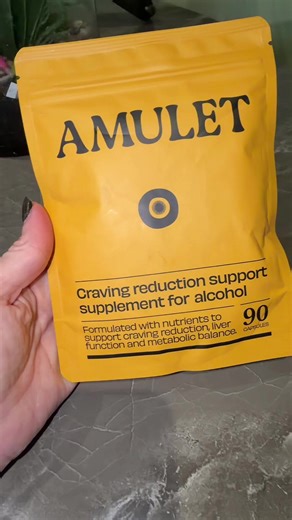 AMULET
Craving reduction support
supplement for alcohol
Formulated with nutrients to
support craving reduction, liver
function and metabolic balance.
90
CAPSULES